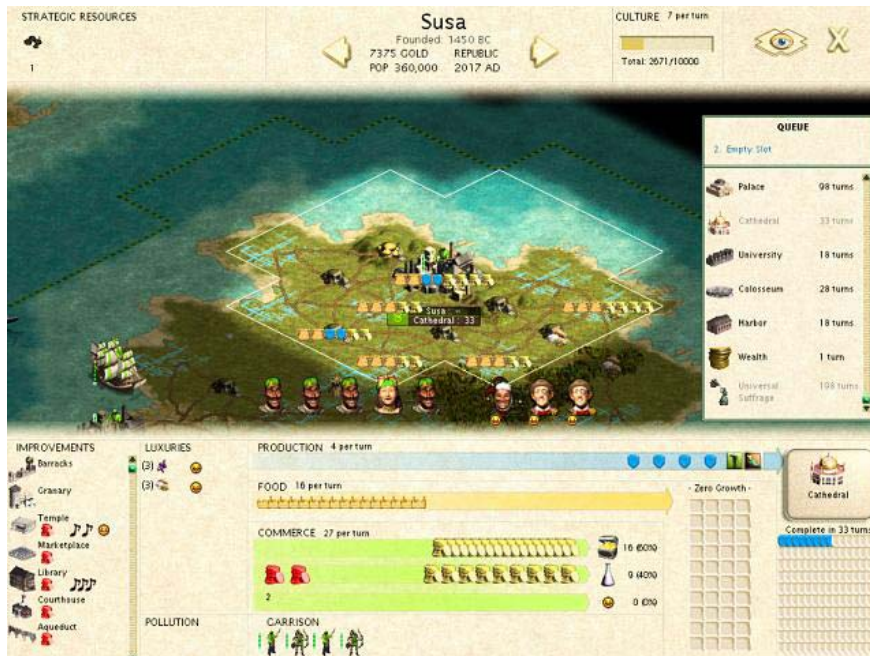 STRATEGIC RESOURCES
1
Susa
Founded: 1450 BC
7375 GOLD REPUBLIC
POP 360,000 2017 AD
CULTURE 7 per turn
Total: 2671/10000
QUEUE
2. Empty Slot
Palace 98 turns
Cathedral 33 turns
University 18 turns
Colosseum 28 turns
Harbor 18 turns
Wealth 1 turn
Universal Suffrage 198 turns
Susa
Cathedral : 33
IMPROVEMENTS
Barracks
Granary
Temple
Marketplace
Library
Courthouse
Aqueduct
LUXURIES
(3)
(3)
POLLUTION
PRODUCTION 4 per turn
FOOD 16 per turn
COMMERCE 27 per turn
16 (60%)
9 (40%)
2
0 (0%)
GARRISON
- Zero Growth -
Cathedral
Complete in 33 turns